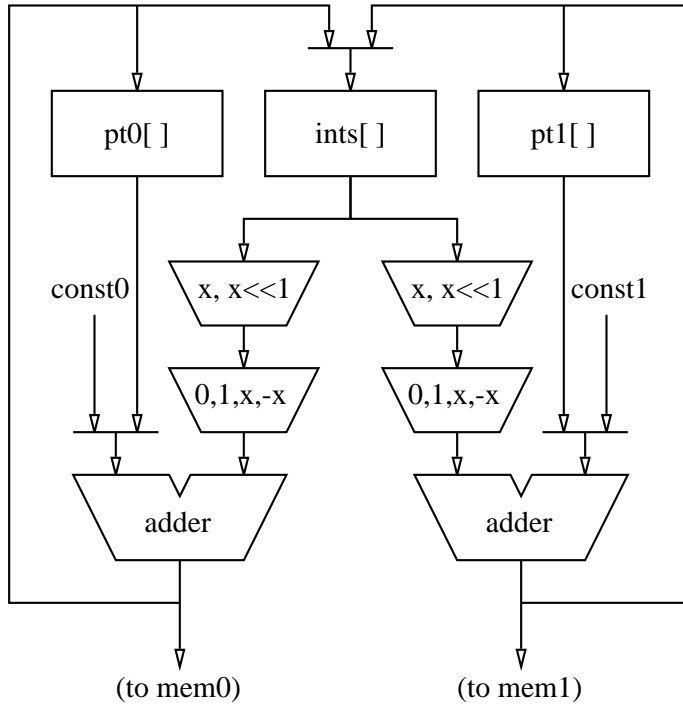 pt0[ ]
ints[ ]
pt1[ ]
const0
x, x<<1
x, x<<1
const1
0,1,x,-x
0,1,x,-x
adder
adder
(to mem0)
(to mem1)